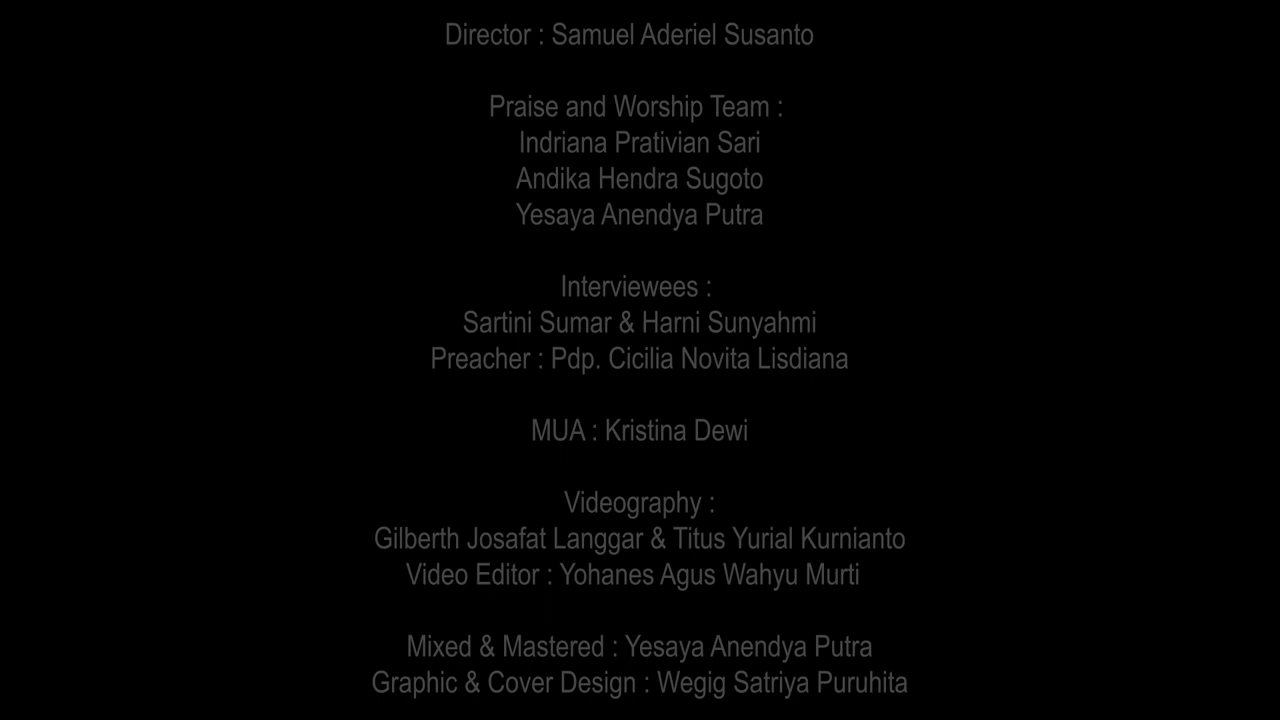 Director : Samuel Aderiel Susanto
Praise and Worship Team :
Indriana Prativian Sari
Andika Hendra Sugoto
Yesaya Anendya Putra
Interviewees :
Sartini Sumar & Harni Sunyahmi
Preacher : Pdp. Cicilia Novita Lisdiana
MUA : Kristina Dewi
Videography :
Gilberth Josafat Langgar & Titus Yurial Kurnianto
Video Editor : Yohanes Agus Wahyu Murti
Mixed & Mastered : Yesaya Anendya Putra
Graphic & Cover Design : Wegig Satriya Puruhita